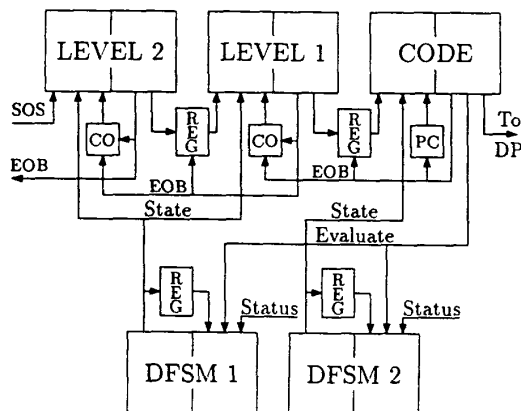 LEVEL 2
LEVEL 1
CODE
SOS
CO
REG
CO
REG
PC
To
DP
EOB
EOB
EOB
State
State
Evaluate
REG
Status
REG
Status
DFSM 1
DFSM 2